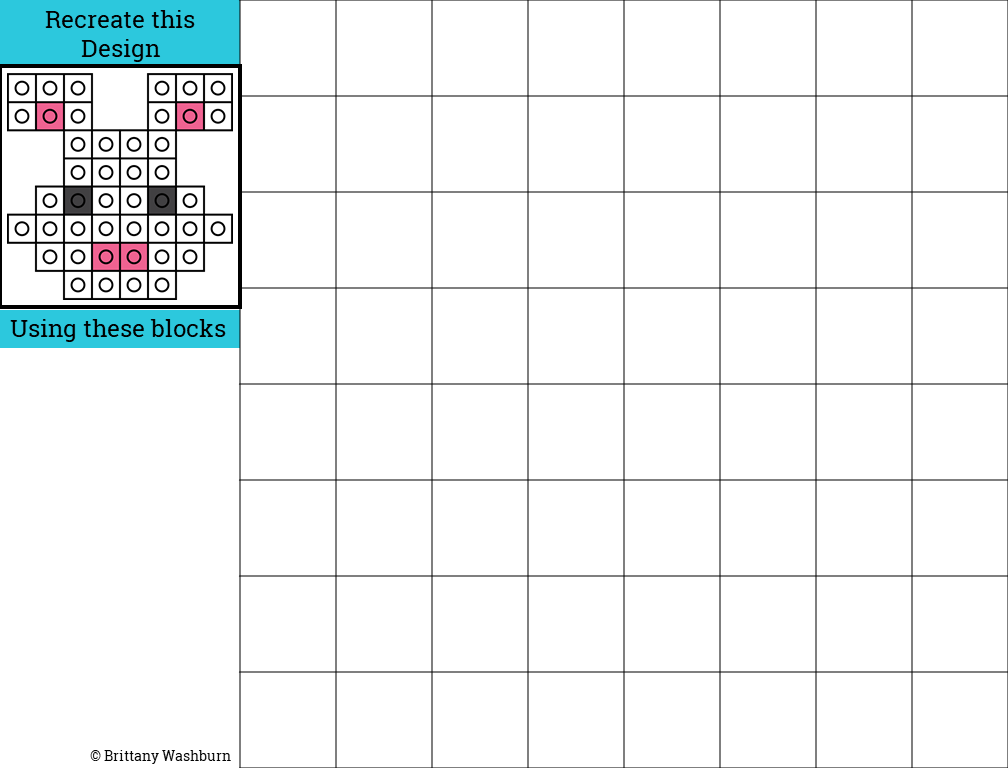 Recreate this
Design
Using these blocks
© Brittany Washburn